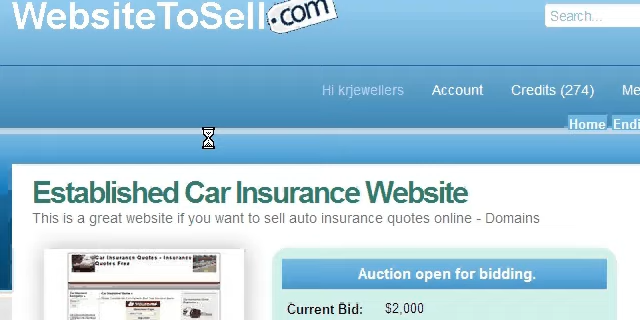 WebsiteToSell.com
Search...
Hi krjewellers Account Credits (274) Me
Home Endi
Established Car Insurance Website
This is a great website if you want to sell auto insurance quotes online - Domains
Car Insurance Quotes - Insurance
Quotes Free
Auction open for bidding.
Current Bid: $2,000